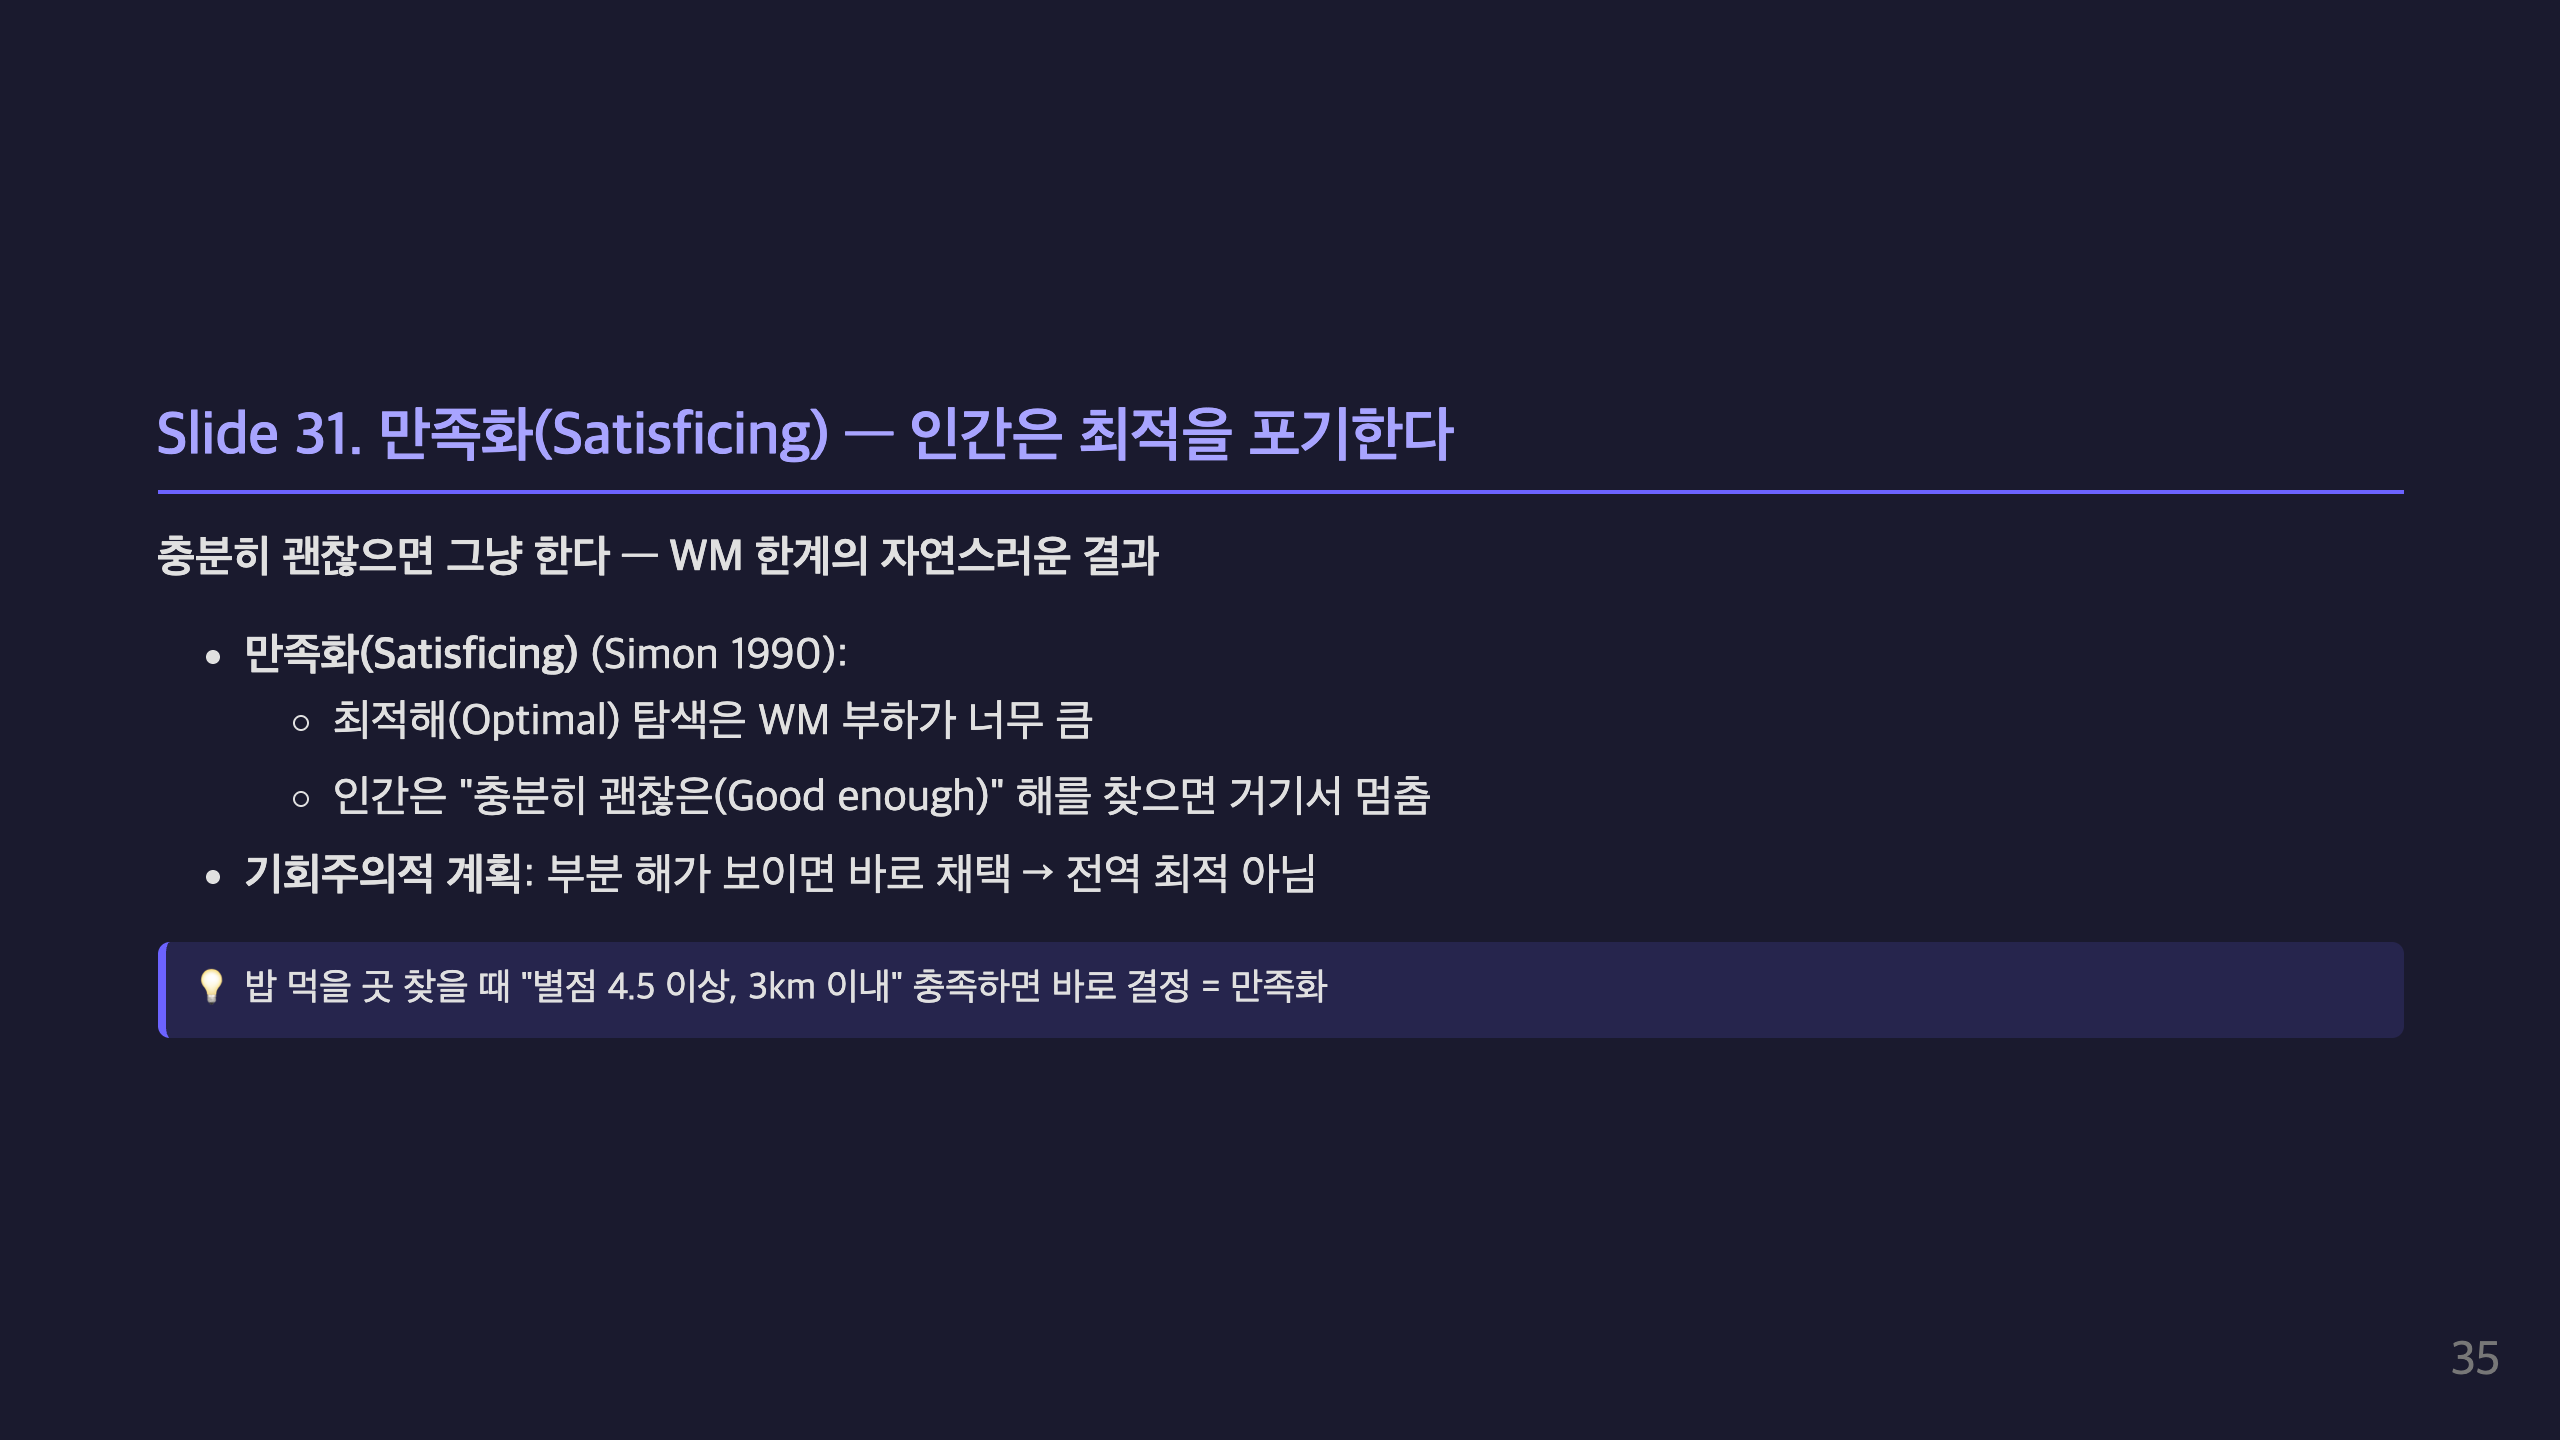 Slide 31. 만족화(Satisficing) — 인간은 최적을 포기한다
충분히 괜찮으면 그냥 한다 — WM 한계의 자연스러운 결과
• 만족화(Satisficing) (Simon 1990):
○ 최적해(Optimal) 탐색은 WM 부하가 너무 큼
○ 인간은 "충분히 괜찮은(Good enough)" 해를 찾으면 거기서 멈춤
• 기회주의적 계획: 부분 해가 보이면 바로 채택 → 전역 최적 아님
💡 밥 먹을 곳 찾을 때 "별점 4.5 이상, 3km 이내" 충족하면 바로 결정 = 만족화
35